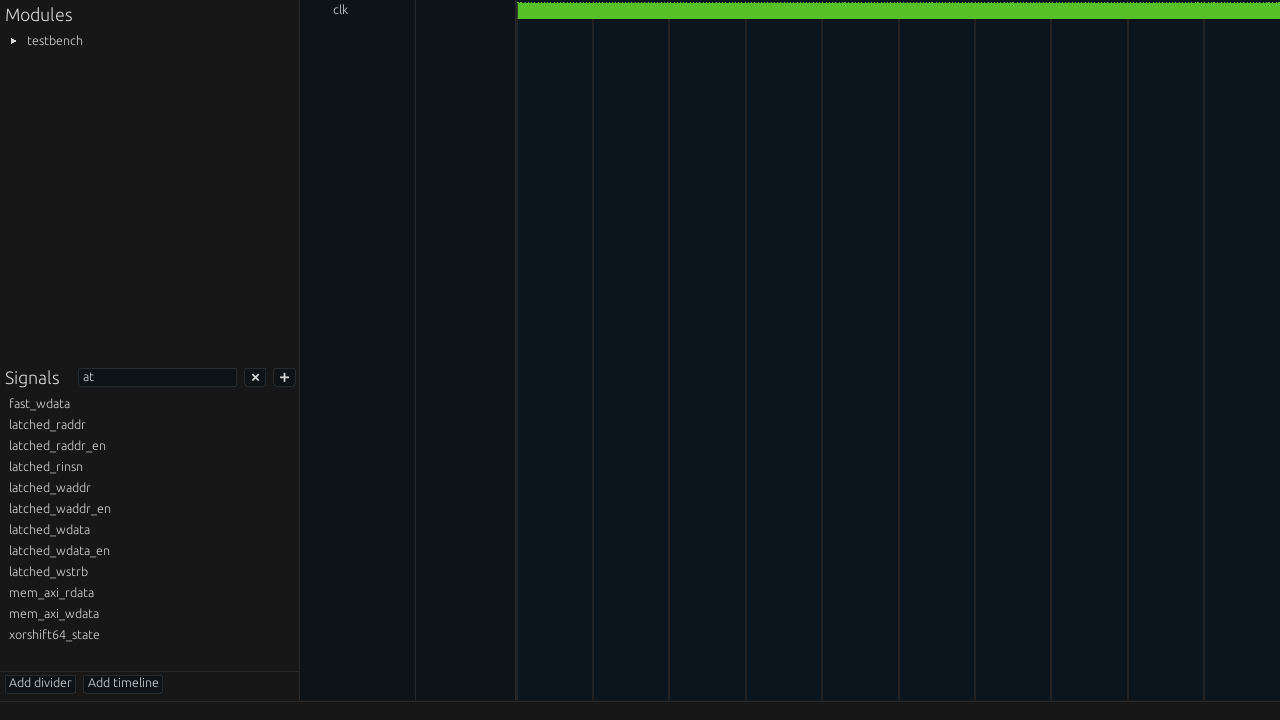 Modules
testbench
clk
Signals at
fast_wdata
latched_raddr
latched_raddr_en
latched_rinsn
latched_waddr
latched_waddr_en
latched_wdata
latched_wdata_en
latched_wstrb
mem_axi_rdata
mem_axi_wdata
xorshift64_state
Add divider Add timeline